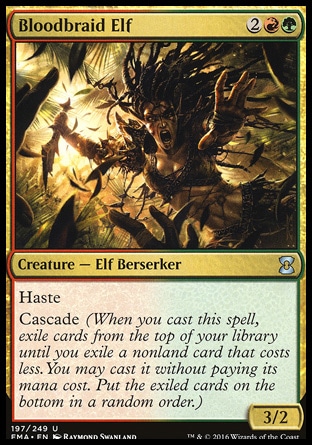 Bloodbraid Elf 2
Creature — Elf Berserker
Haste
Cascade (When you cast this spell,
exile cards from the top of your library
until you exile a nonland card that costs
less. You may cast it without paying its
mana cost. Put the exiled cards on the
bottom in a random order.)
3/2
197/249 U
EMA • EN RAYMOND SWANLAND ™ & © 2016 Wizards of the Coast